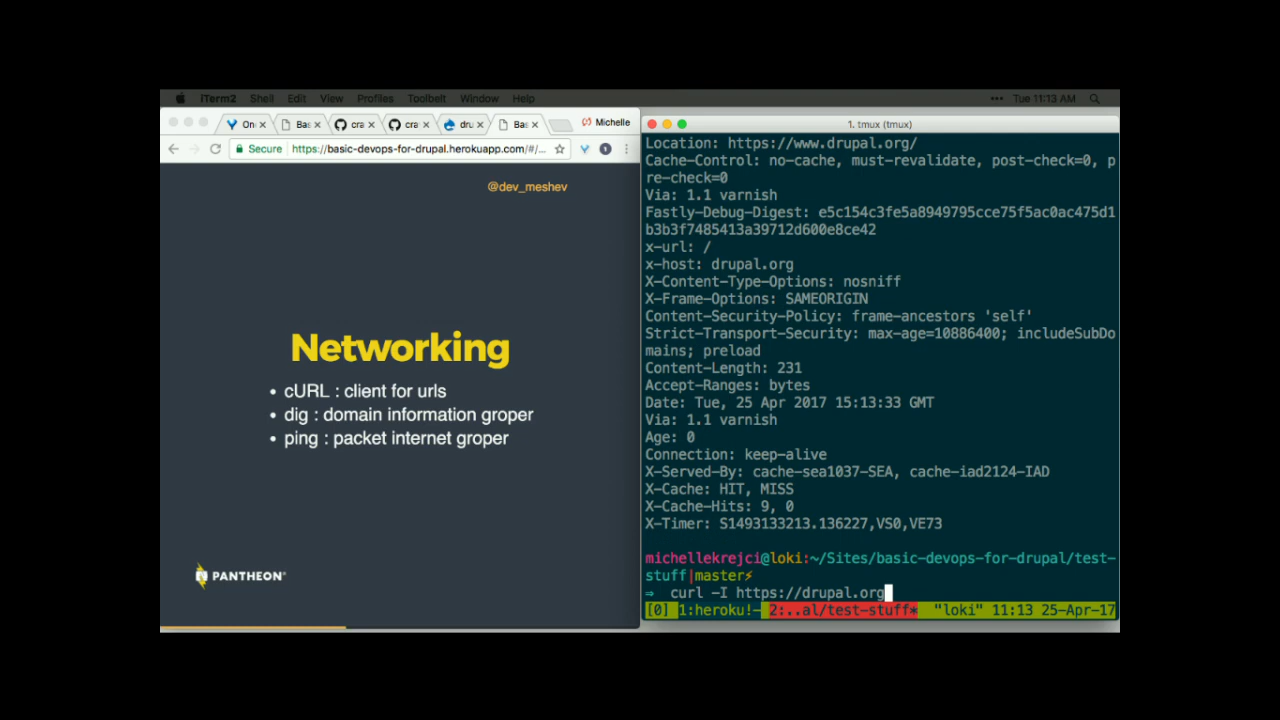 iTerm2 Shell Edit View Profiles Toolbelt Window Help
••• Tue 11:13 AM
On
Bas
cra
cra
dru
Bas
Michelle
Secure https://basic-devops-for-drupal.herokuapp.com/#/...
@dev_meshev
Networking
• cURL : client for urls
• dig : domain information groper
• ping : packet internet groper
PANTHEON
1. tmux (tmux)
Location: https://www.drupal.org/
Cache-Control: no-cache, must-revalidate, post-check=0, p
re-check=0
Via: 1.1 varnish
Fastly-Debug-Digest: e5c154c3fe5a8949795cce75f5ac0ac475d1
b3b3f7485413a39712d600e8ce42
x-url: /
x-host: drupal.org
X-Content-Type-Options: nosniff
X-Frame-Options: SAMEORIGIN
Content-Security-Policy: frame-ancestors 'self'
Strict-Transport-Security: max-age=10886400; includeSubDo
mains; preload
Content-Length: 231
Accept-Ranges: bytes
Date: Tue, 25 Apr 2017 15:13:33 GMT
Via: 1.1 varnish
Age: 0
Connection: keep-alive
X-Served-By: cache-sea1037-SEA, cache-iad2124-IAD
X-Cache: HIT, MISS
X-Cache-Hits: 9, 0
X-Timer: S1493133213.136227,VS0,VE73
michellekrejci@loki:~/Sites/basic-devops-for-drupal/test-
stuff|master⚡
⇒ curl -I https://drupal.org
[0] 1:heroku!- 2:..al/test-stuff* "loki" 11:13 25-Apr-17